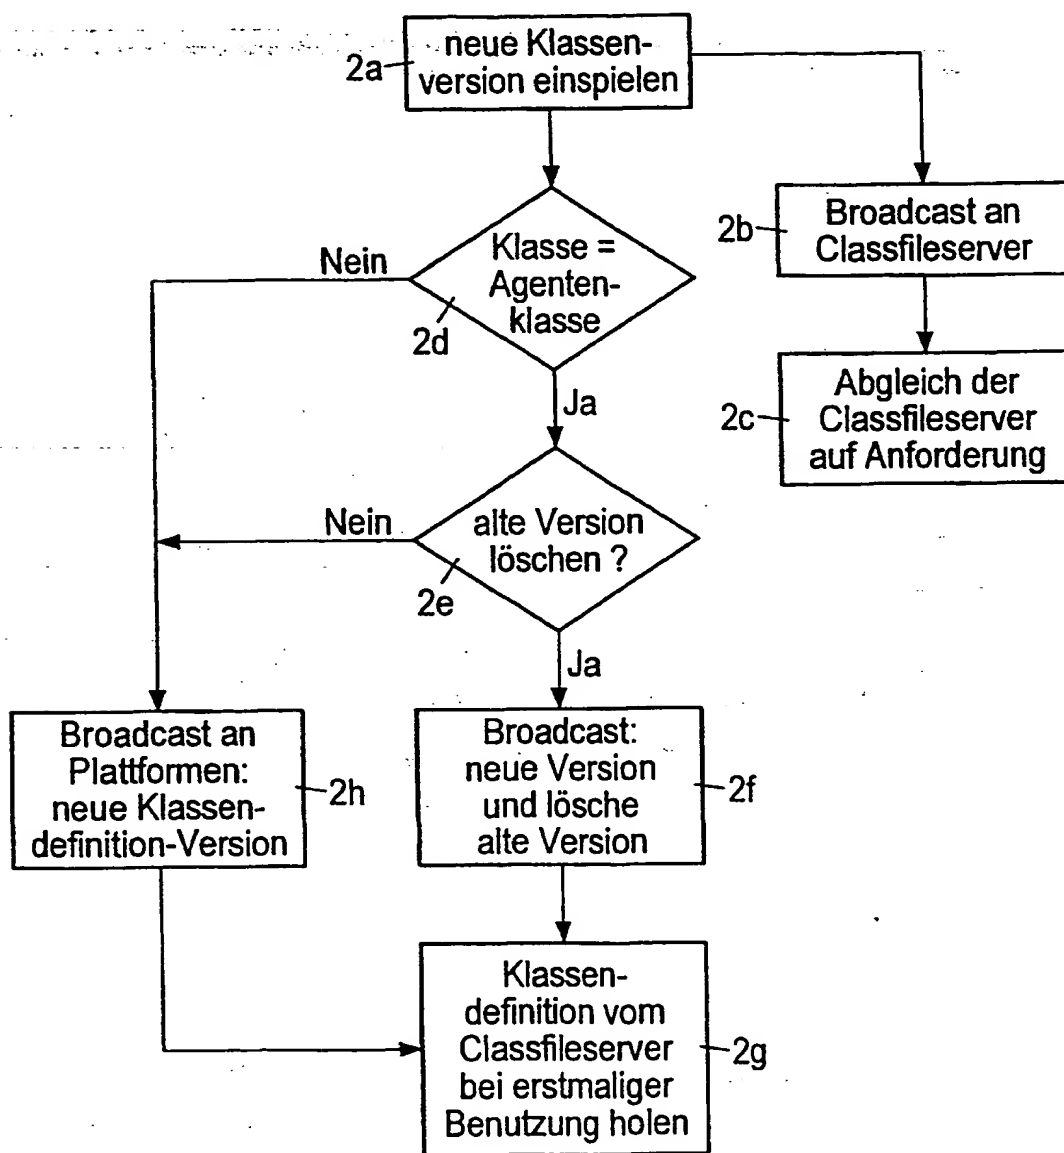 neue Klassen-
version einspielen
2a
Broadcast an
Classfileserver
2b
Abgleich der
Classfileserver
auf Anforderung
2c
Klasse =
Agenten-
klasse
2d
Nein
Ja
alte Version
löschen ?
2e
Nein
Ja
Broadcast an
Plattformen:
neue Klassen-
definition-Version
2h
Broadcast:
neue Version
und lösche
alte Version
2f
Klassen-
definition vom
Classfileserver
bei erstmaliger
Benutzung holen
2g